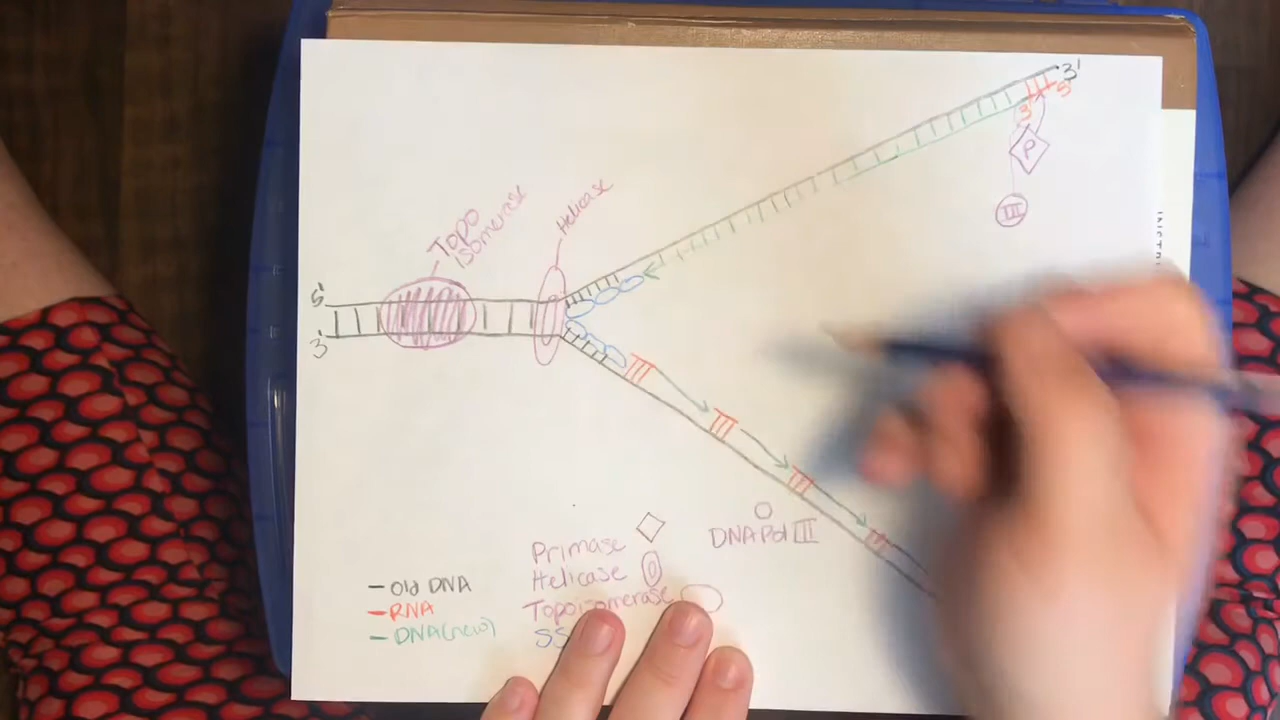 3'
5'
3'
P
III
Topo
isomerase
Helicase
5'
3'
DNA Pol III
Primase
Helicase
Topoisomerase
SS
Old DNA
RNA
DNA(new)